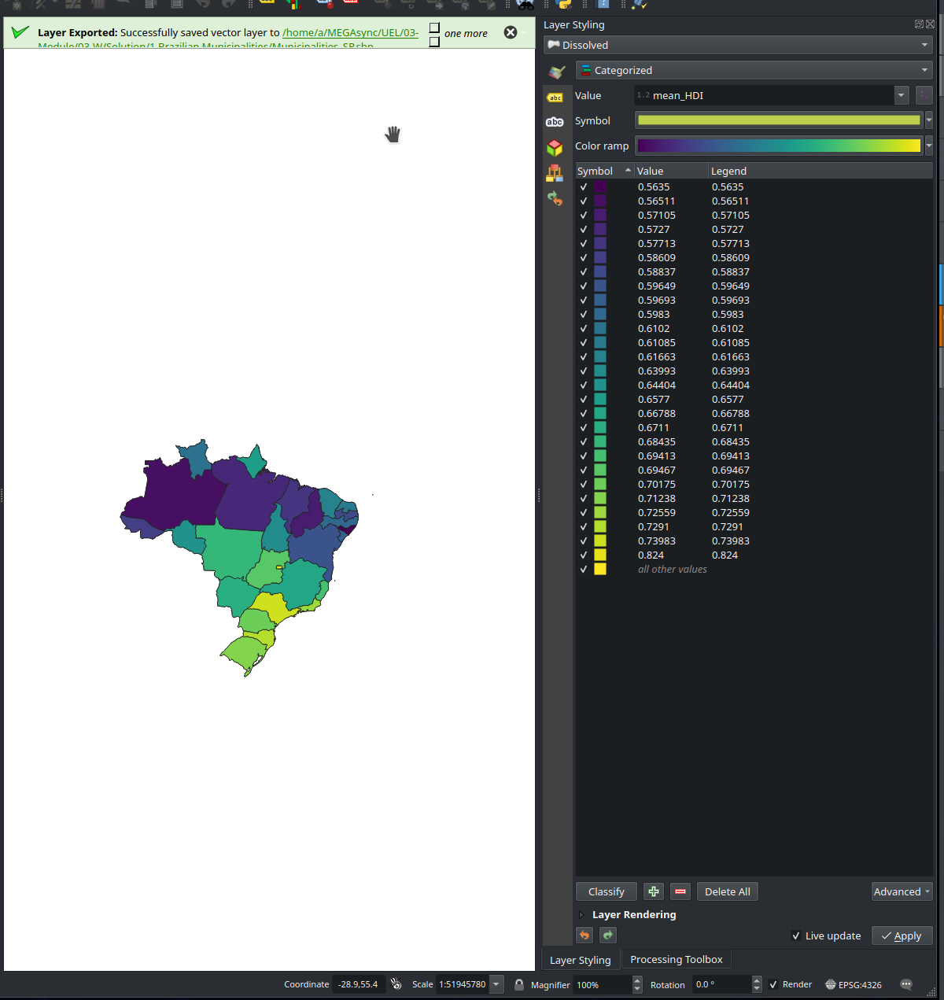 Layer Exported: Successfully saved vector layer to /home/a/MEGAsync/UEL/03-
Module/03-W/Solution/1 Brazilian Municipalities/Municipalities_SR.shp
one more
Layer Styling
Dissolved
Categorized
Value
1.2 mean_HDI
Symbol
Color ramp
Symbol Value Legend
0.5635 0.5635
0.56511 0.56511
0.57105 0.57105
0.5727 0.5727
0.57713 0.57713
0.58609 0.58609
0.58837 0.58837
0.59649 0.59649
0.59693 0.59693
0.5983 0.5983
0.6102 0.6102
0.61085 0.61085
0.61663 0.61663
0.63993 0.63993
0.64404 0.64404
0.6577 0.6577
0.66788 0.66788
0.6711 0.6711
0.68435 0.68435
0.69413 0.69413
0.69467 0.69467
0.70175 0.70175
0.71238 0.71238
0.72559 0.72559
0.7291 0.7291
0.73983 0.73983
0.824 0.824
all other values
abc
abc
Classify Delete All Advanced
Layer Rendering
Live update Apply
Layer Styling Processing Toolbox
Coordinate -28.9,55.4 Scale 1:51945780 Magnifier 100% Rotation 0.0 ° Render EPSG:4326